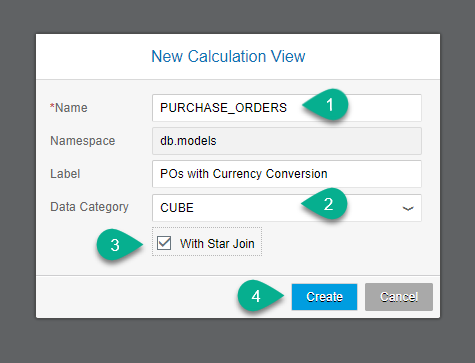 New Calculation View
*Name PURCHASE_ORDERS 1
Namespace db.models
Label POs with Currency Conversion
Data Category CUBE 2
3 With Star Join
4 Create Cancel